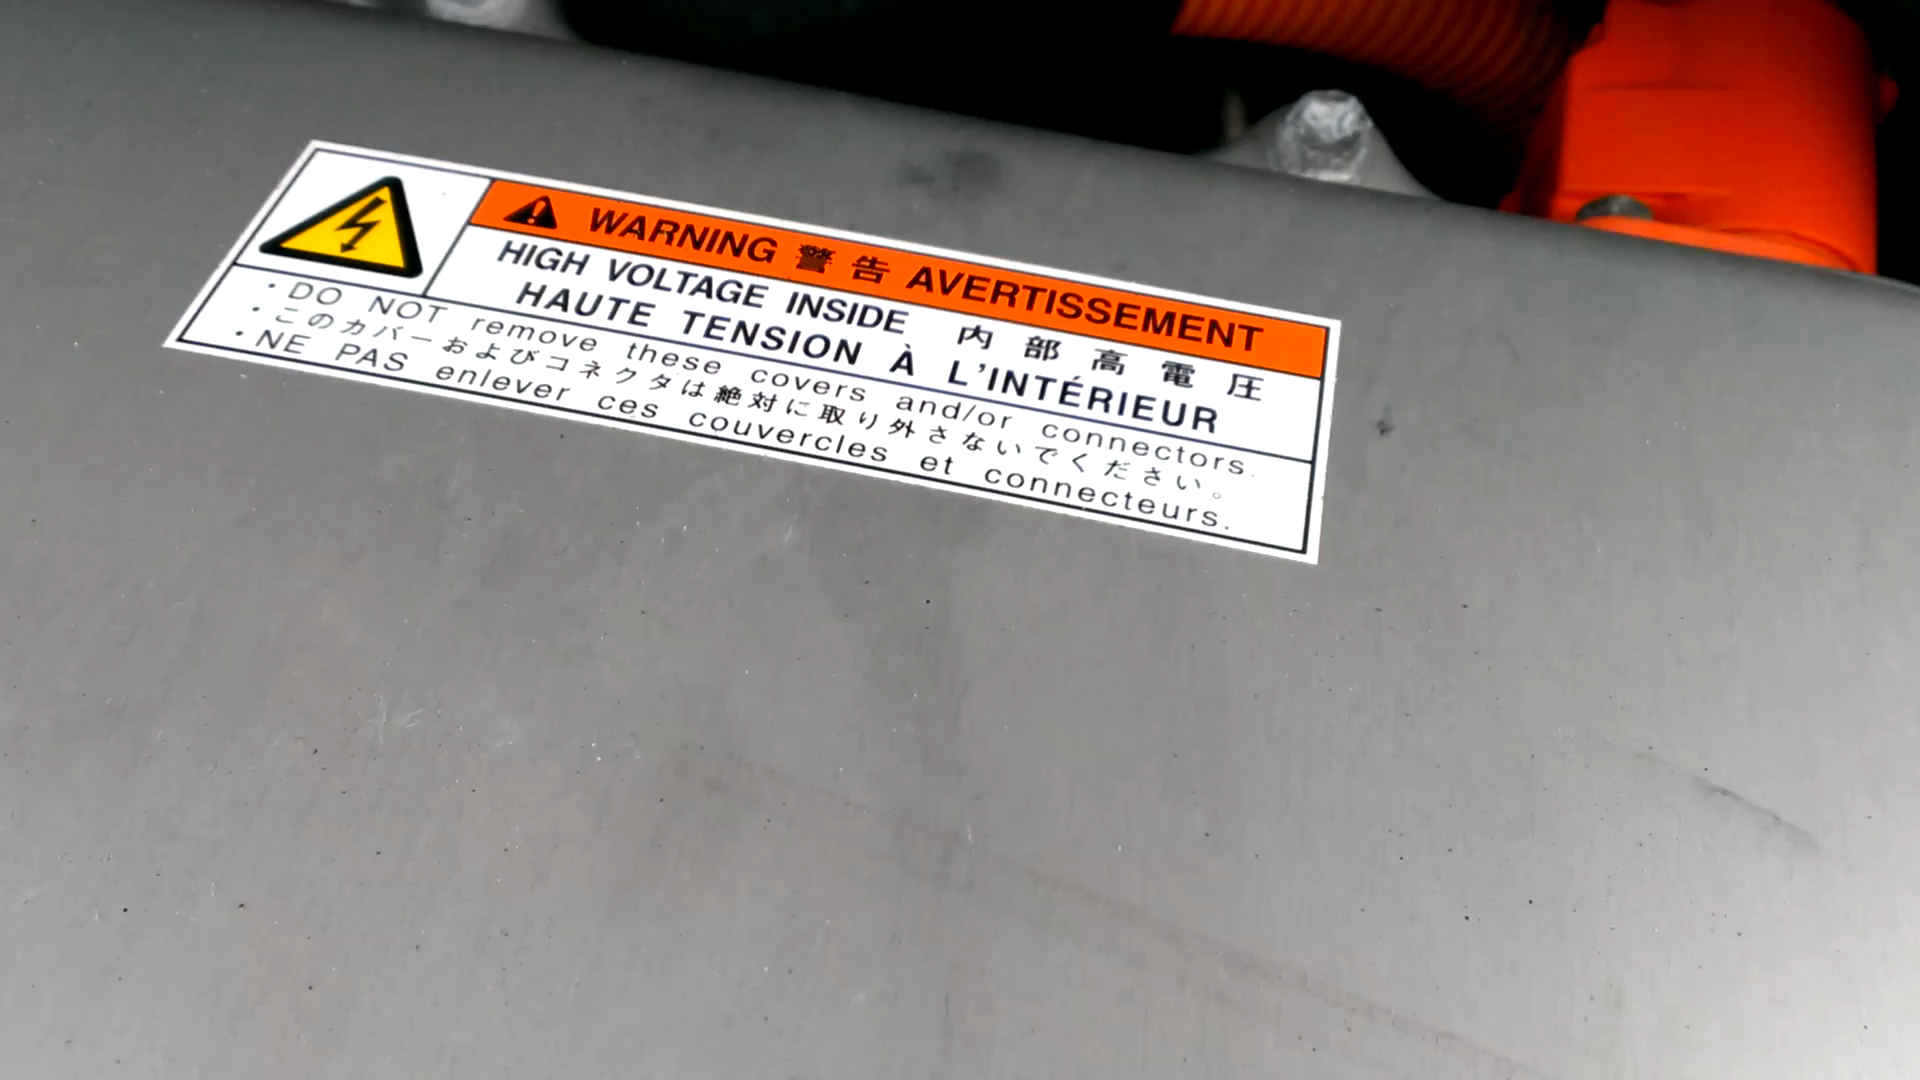 WARNING 警告 AVERTISSEMENT
HIGH VOLTAGE INSIDE 内部高電圧
HAUTE TENSION À L'INTÉRIEUR
・DO NOT remove these covers and/or connectors.
・このカバーおよびコネクタは絶対に取り外さないでください。
・NE PAS enlever ces couvercles et connecteurs.